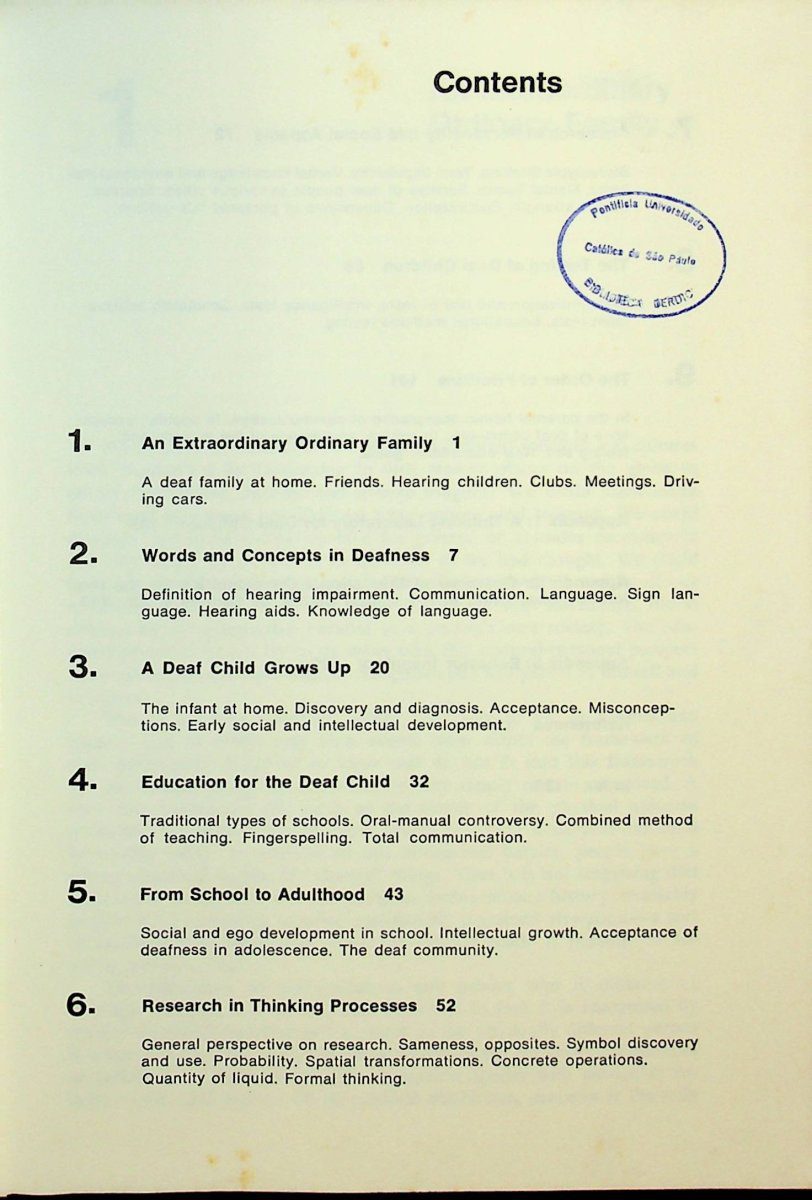 Contents
Pontificia Universidade
Católica de São Paulo
BIBLIOTECA DERDIC
1. An Extraordinary Ordinary Family 1
A deaf family at home. Friends. Hearing children. Clubs. Meetings. Driv-
ing cars.
2. Words and Concepts in Deafness 7
Definition of hearing impairment. Communication. Language. Sign lan-
guage. Hearing aids. Knowledge of language.
3. A Deaf Child Grows Up 20
The infant at home. Discovery and diagnosis. Acceptance. Misconcep-
tions. Early social and intellectual development.
4. Education for the Deaf Child 32
Traditional types of schools. Oral-manual controversy. Combined method
of teaching. Fingerspelling. Total communication.
5. From School to Adulthood 43
Social and ego development in school. Intellectual growth. Acceptance of
deafness in adolescence. The deaf community.
6. Research in Thinking Processes 52
General perspective on research. Sameness, opposites. Symbol discovery
and use. Probability. Spatial transformations. Concrete operations.
Quantity of liquid. Formal thinking.